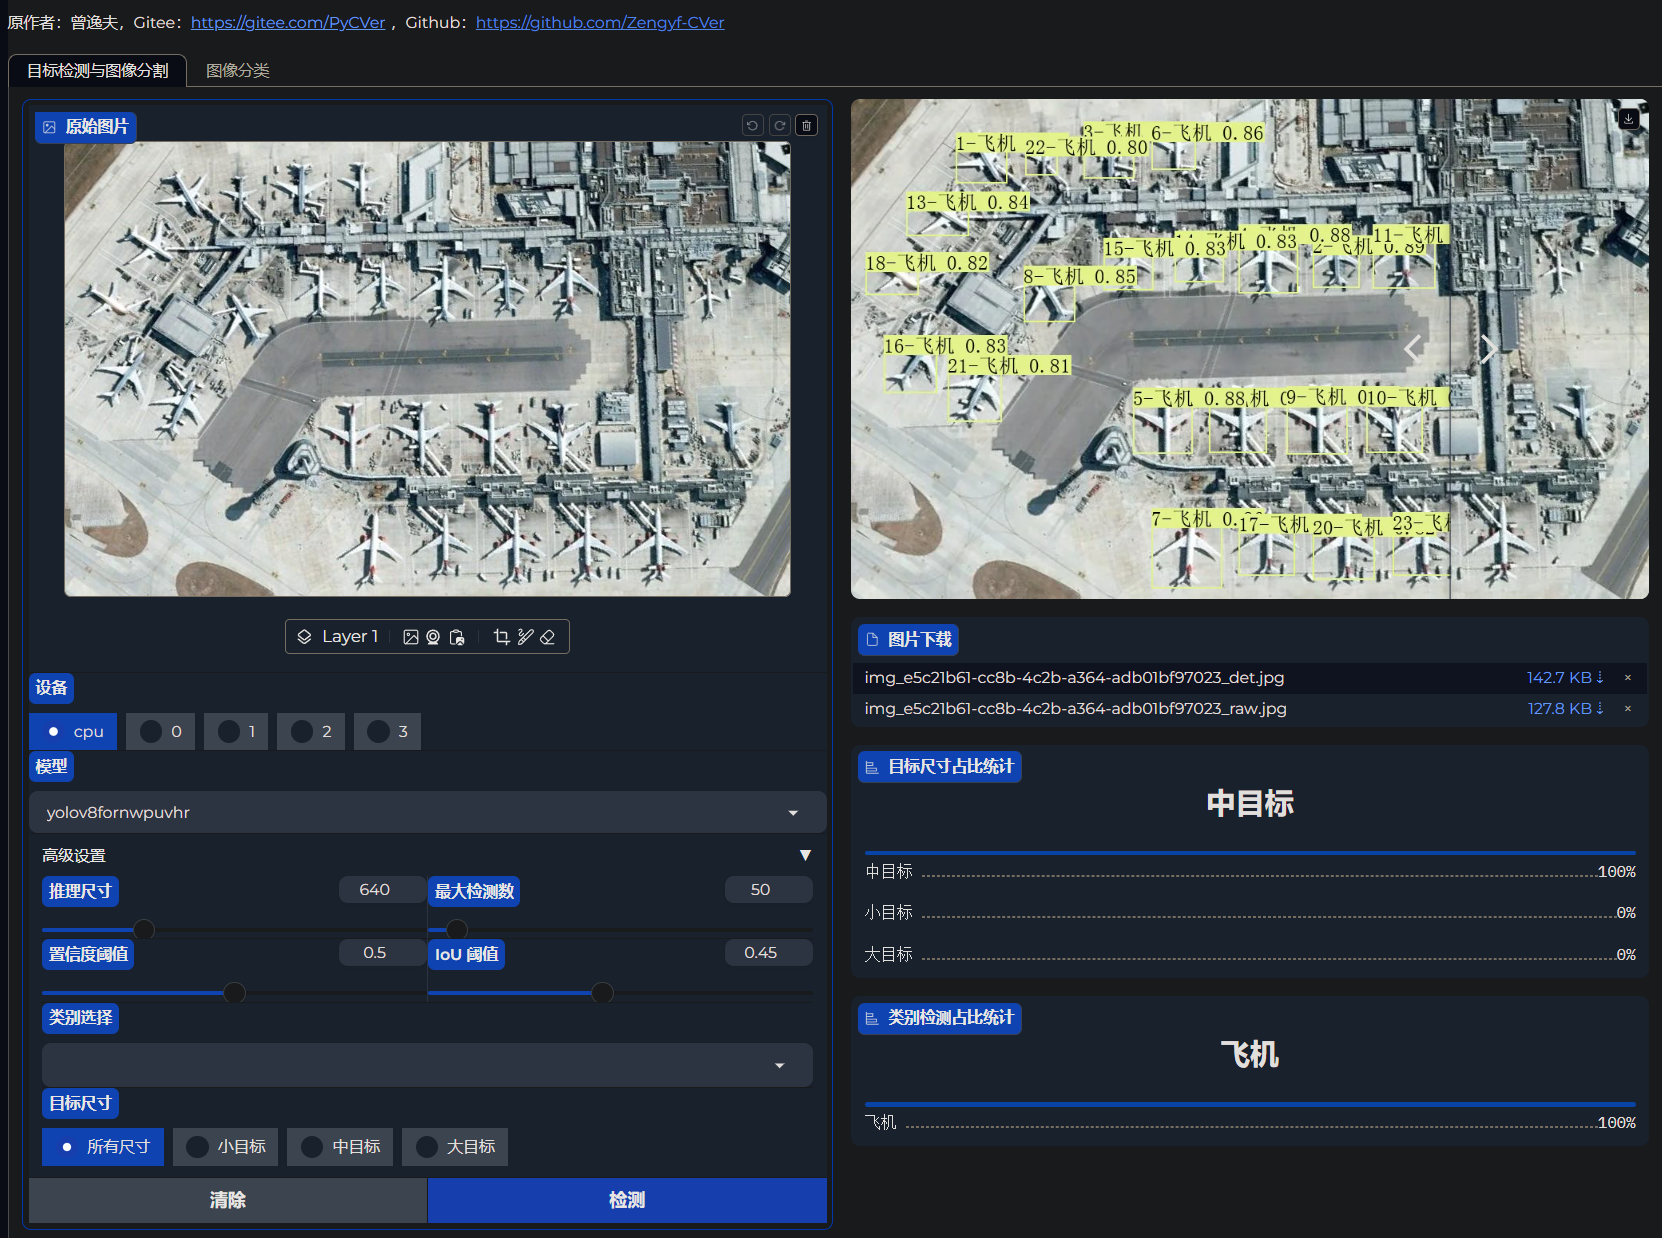 原作者：曾逸夫，Gitee：https://gitee.com/PyCVer ，Github：https://github.com/Zengyf-CVer
目标检测与图像分割 图像分类
原始图片
Layer 1
设备
cpu 0 1 2 3
模型
yolov8fornwpuvhr
高级设置 ▼
推理尺寸 640 最大检测数 50
置信度阈值 0.5 IoU 阈值 0.45
类别选择
目标尺寸
所有尺寸 小目标 中目标 大目标
清除 检测
3-飞机 6-飞机 0.86
1-飞机 22-飞机 0.80
13-飞机 0.84
0.88 11-飞机
15-飞机 0.83 机 0.83 2-飞机 0.89
18-飞机 0.82
8-飞机 0.85
16-飞机 0.83
21-飞机 0.81
5-飞机 0.88 机 9-飞机 10-飞机
7-飞机 17-飞机 20-飞机 23-飞机
图片下载
img_e5c21b61-cc8b-4c2b-a364-adb01bf97023_det.jpg 142.7 KB ⇣ ×
img_e5c21b61-cc8b-4c2b-a364-adb01bf97023_raw.jpg 127.8 KB ⇣ ×
目标尺寸占比统计
中目标
中目标 100%
小目标 0%
大目标 0%
类别检测占比统计
飞机
飞机 100%